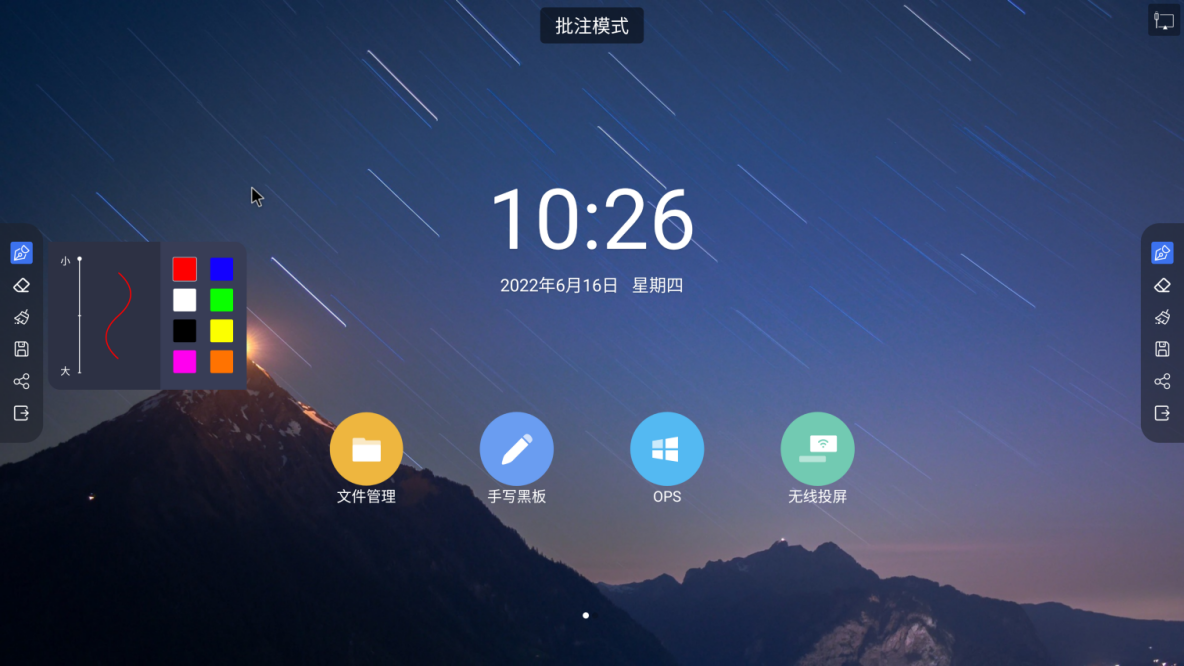 批注模式
10:26
2022年6月16日 星期四
小
大
文件管理
手写黑板
OPS
无线投屏